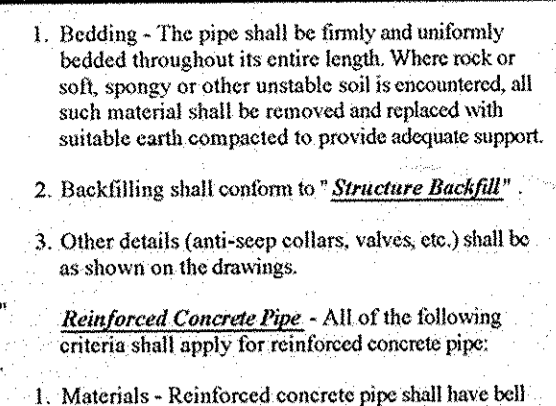 1. Bedding - The pipe shall be firmly and uniformly
bedded throughout its entire length. Where rock or
soft, spongy or other unstable soil is encountered, all
such material shall be removed and replaced with
suitable earth compacted to provide adequate support.
2. Backfilling shall conform to " Structure Backfill" .
3. Other details (anti-seep collars, valves, etc.) shall be
as shown on the drawings.
Reinforced Concrete Pipe - All of the following
criteria shall apply for reinforced concrete pipe:
1. Materials - Reinforced concrete pipe shall have bell